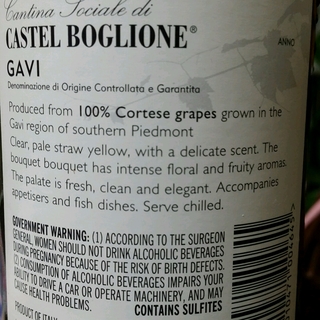 Cantina Sociale di
CASTEL BOGLIONE®
ANNO
GAVI
Denominazione di Origine Controllata e Garantita
Produced from 100% Cortese grapes grown in the
Gavi region of southern Piedmont
Clear, pale straw yellow, with a delicate scent. The
bouquet bouquet has intense floral and fruity aromas.
The palate is fresh, clean and elegant. Accompanies
appetisers and fish dishes. Serve chilled.
GOVERNMENT WARNING: (1) ACCORDING TO THE SURGEON
GENERAL, WOMEN SHOULD NOT DRINK ALCOHOLIC BEVERAGES
DURING PREGNANCY BECAUSE OF THE RISK OF BIRTH DEFECTS.
(2) CONSUMPTION OF ALCOHOLIC BEVERAGES IMPAIRS YOUR
ABILITY TO DRIVE A CAR OR OPERATE MACHINERY, AND MAY
CAUSE HEALTH PROBLEMS.
CONTAINS SULFITES
PRODUCT OF ITALY